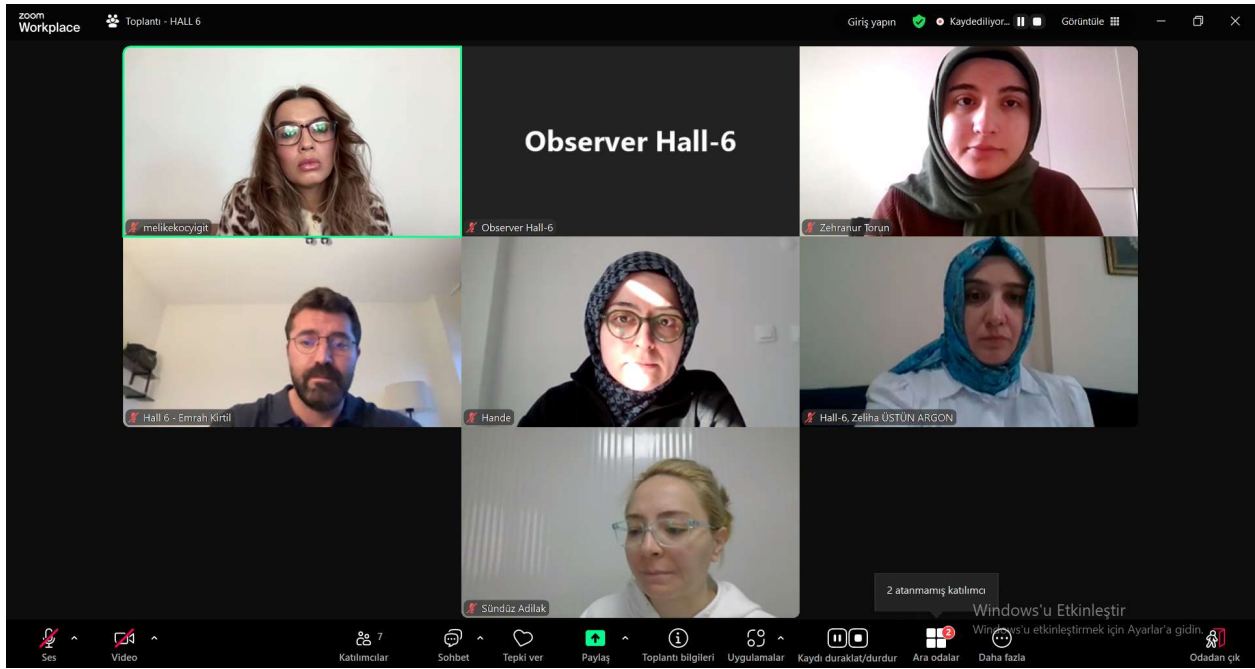 zoom
Workplace
Toplantı - HALL 6
Giriş yapın
Kaydediliyor...
Görüntüle
Observer Hall-6
melikekocyigit
Observer Hall-6
Zehranur Torun
Hall 6 - Emrah Kirtil
Hande
Hall-6, Zeliha ÜSTÜN ARGON
Sündüz Adilak
2 atanmamış katılımcı
Windows'u Etkinleştir
Windows'u etkinleştirmek için Ayarlar'a gidin.
7
2
Ses
Video
Katılımcılar
Sohbet
Tepki ver
Paylaş
Toplantı bilgileri
Uygulamalar
Kaydı duraklat/durdur
Ara odalar
Daha fazla
Odadan çık